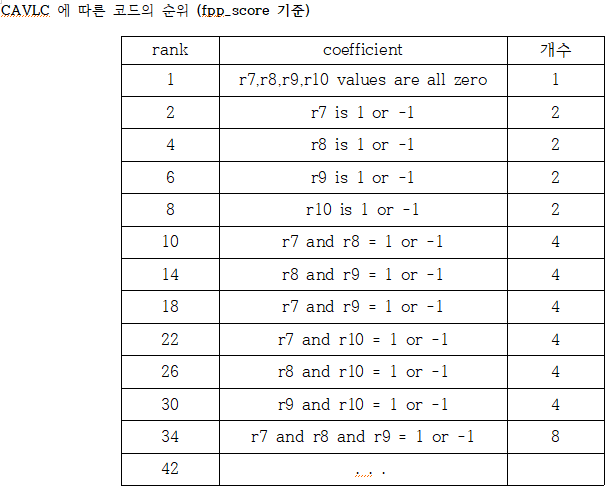 CAVLC 에 따른 코드의 순위 (fpp_score 기준)
rank coefficient 개수
1 r7,r8,r9,r10 values are all zero 1
2 r7 is 1 or -1 2
4 r8 is 1 or -1 2
6 r9 is 1 or -1 2
8 r10 is 1 or -1 2
10 r7 and r8 = 1 or -1 4
14 r8 and r9 = 1 or -1 4
18 r7 and r9 = 1 or -1 4
22 r7 and r10 = 1 or -1 4
26 r8 and r10 = 1 or -1 4
30 r9 and r10 = 1 or -1 4
34 r7 and r8 and r9 = 1 or -1 8
42 . . .